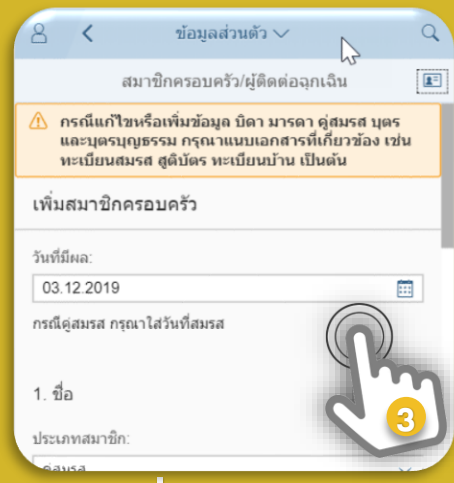 ข้อมูลส่วนตัว
สมาชิกครอบครัว/ผู้ติดต่อฉุกเฉิน
กรณีแก้ไขหรือเพิ่มข้อมูล บิดา มารดา คู่สมรส บุตร
และบุตรบุญธรรม กรุณาแนบเอกสารที่เกี่ยวข้อง เช่น
ทะเบียนสมรส สูติบัตร ทะเบียนบ้าน เป็นต้น
เพิ่มสมาชิกครอบครัว
วันที่มีผล:
03.12.2019
กรณีคู่สมรส กรุณาใส่วันที่สมรส
1. ชื่อ
3
ประเภทสมาชิก:
คู่สมรส